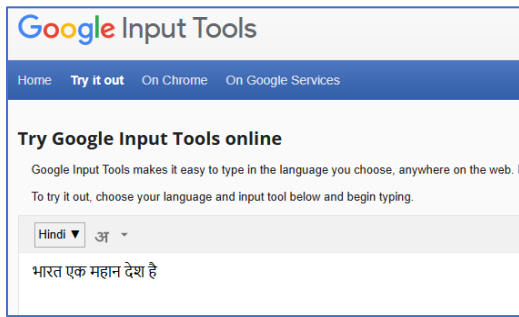 Google Input Tools
Home Try it out On Chrome On Google Services
Try Google Input Tools online
Google Input Tools makes it easy to type in the language you choose, anywhere on the web.
To try it out, choose your language and input tool below and begin typing.
Hindi ▼ अ
भारत एक महान देश है